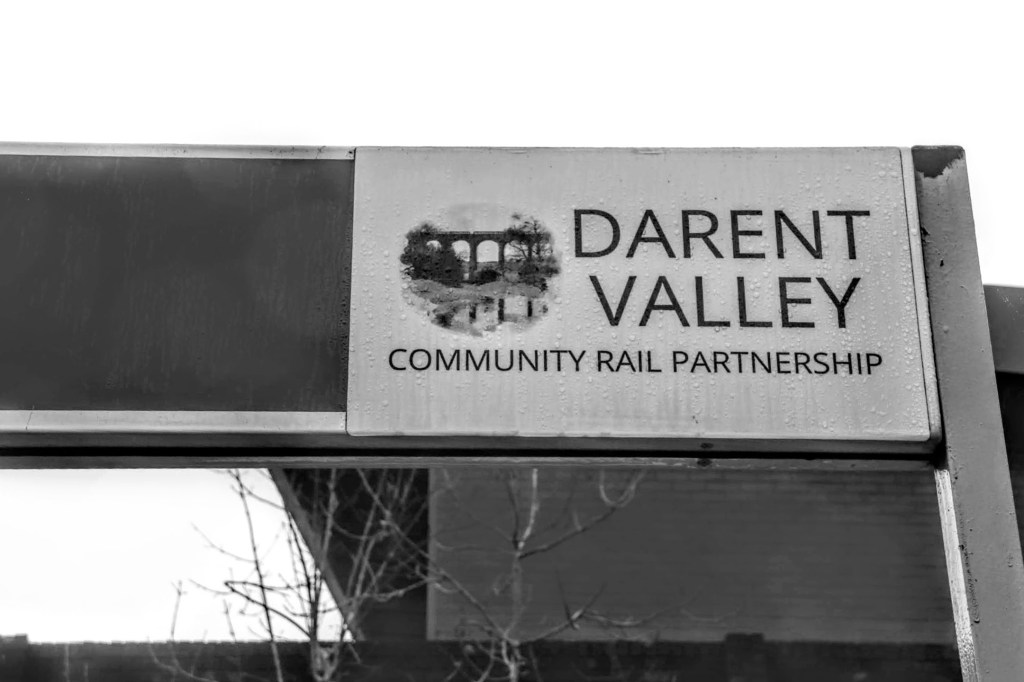 DARENT
VALLEY
COMMUNITY RAIL PARTNERSHIP